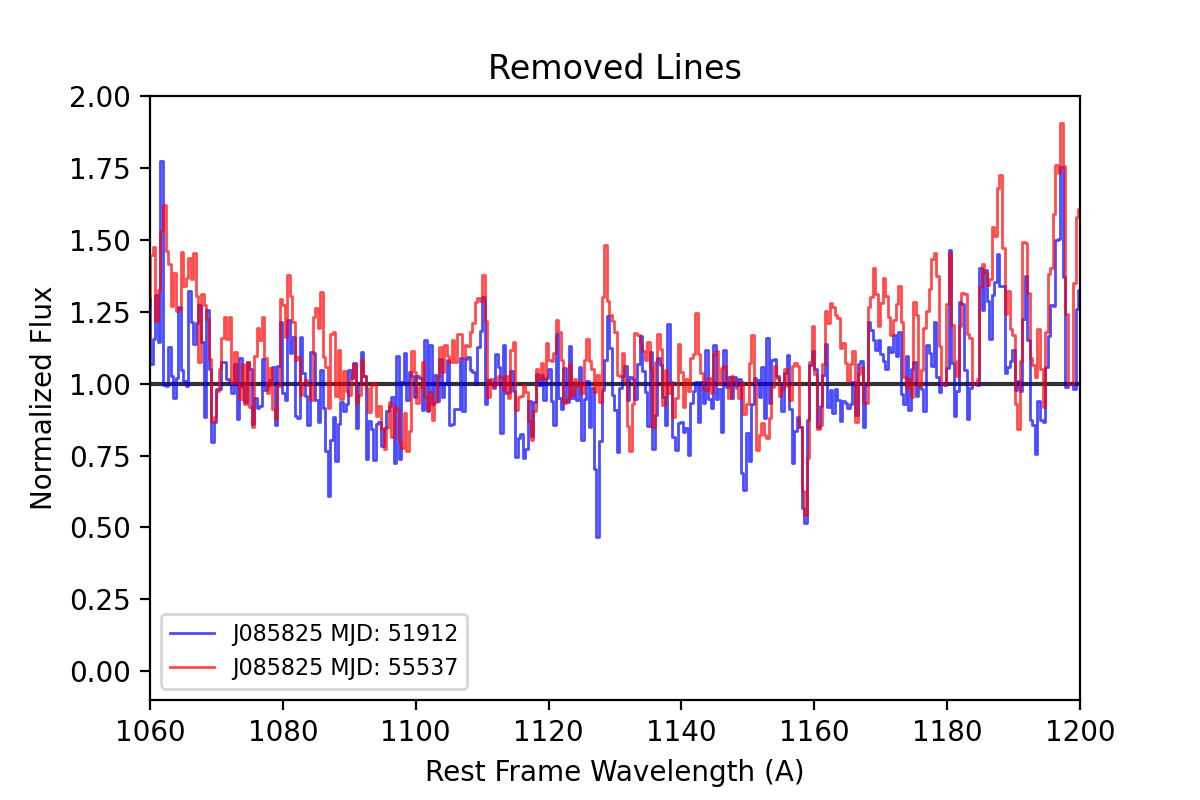 Removed Lines
2.00
1.75
1.50
1.25
1.00
0.75
0.50
0.25
0.00
Normalized Flux
J085825 MJD: 51912
J085825 MJD: 55537
1060 1080 1100 1120 1140 1160 1180 1200
Rest Frame Wavelength (A)